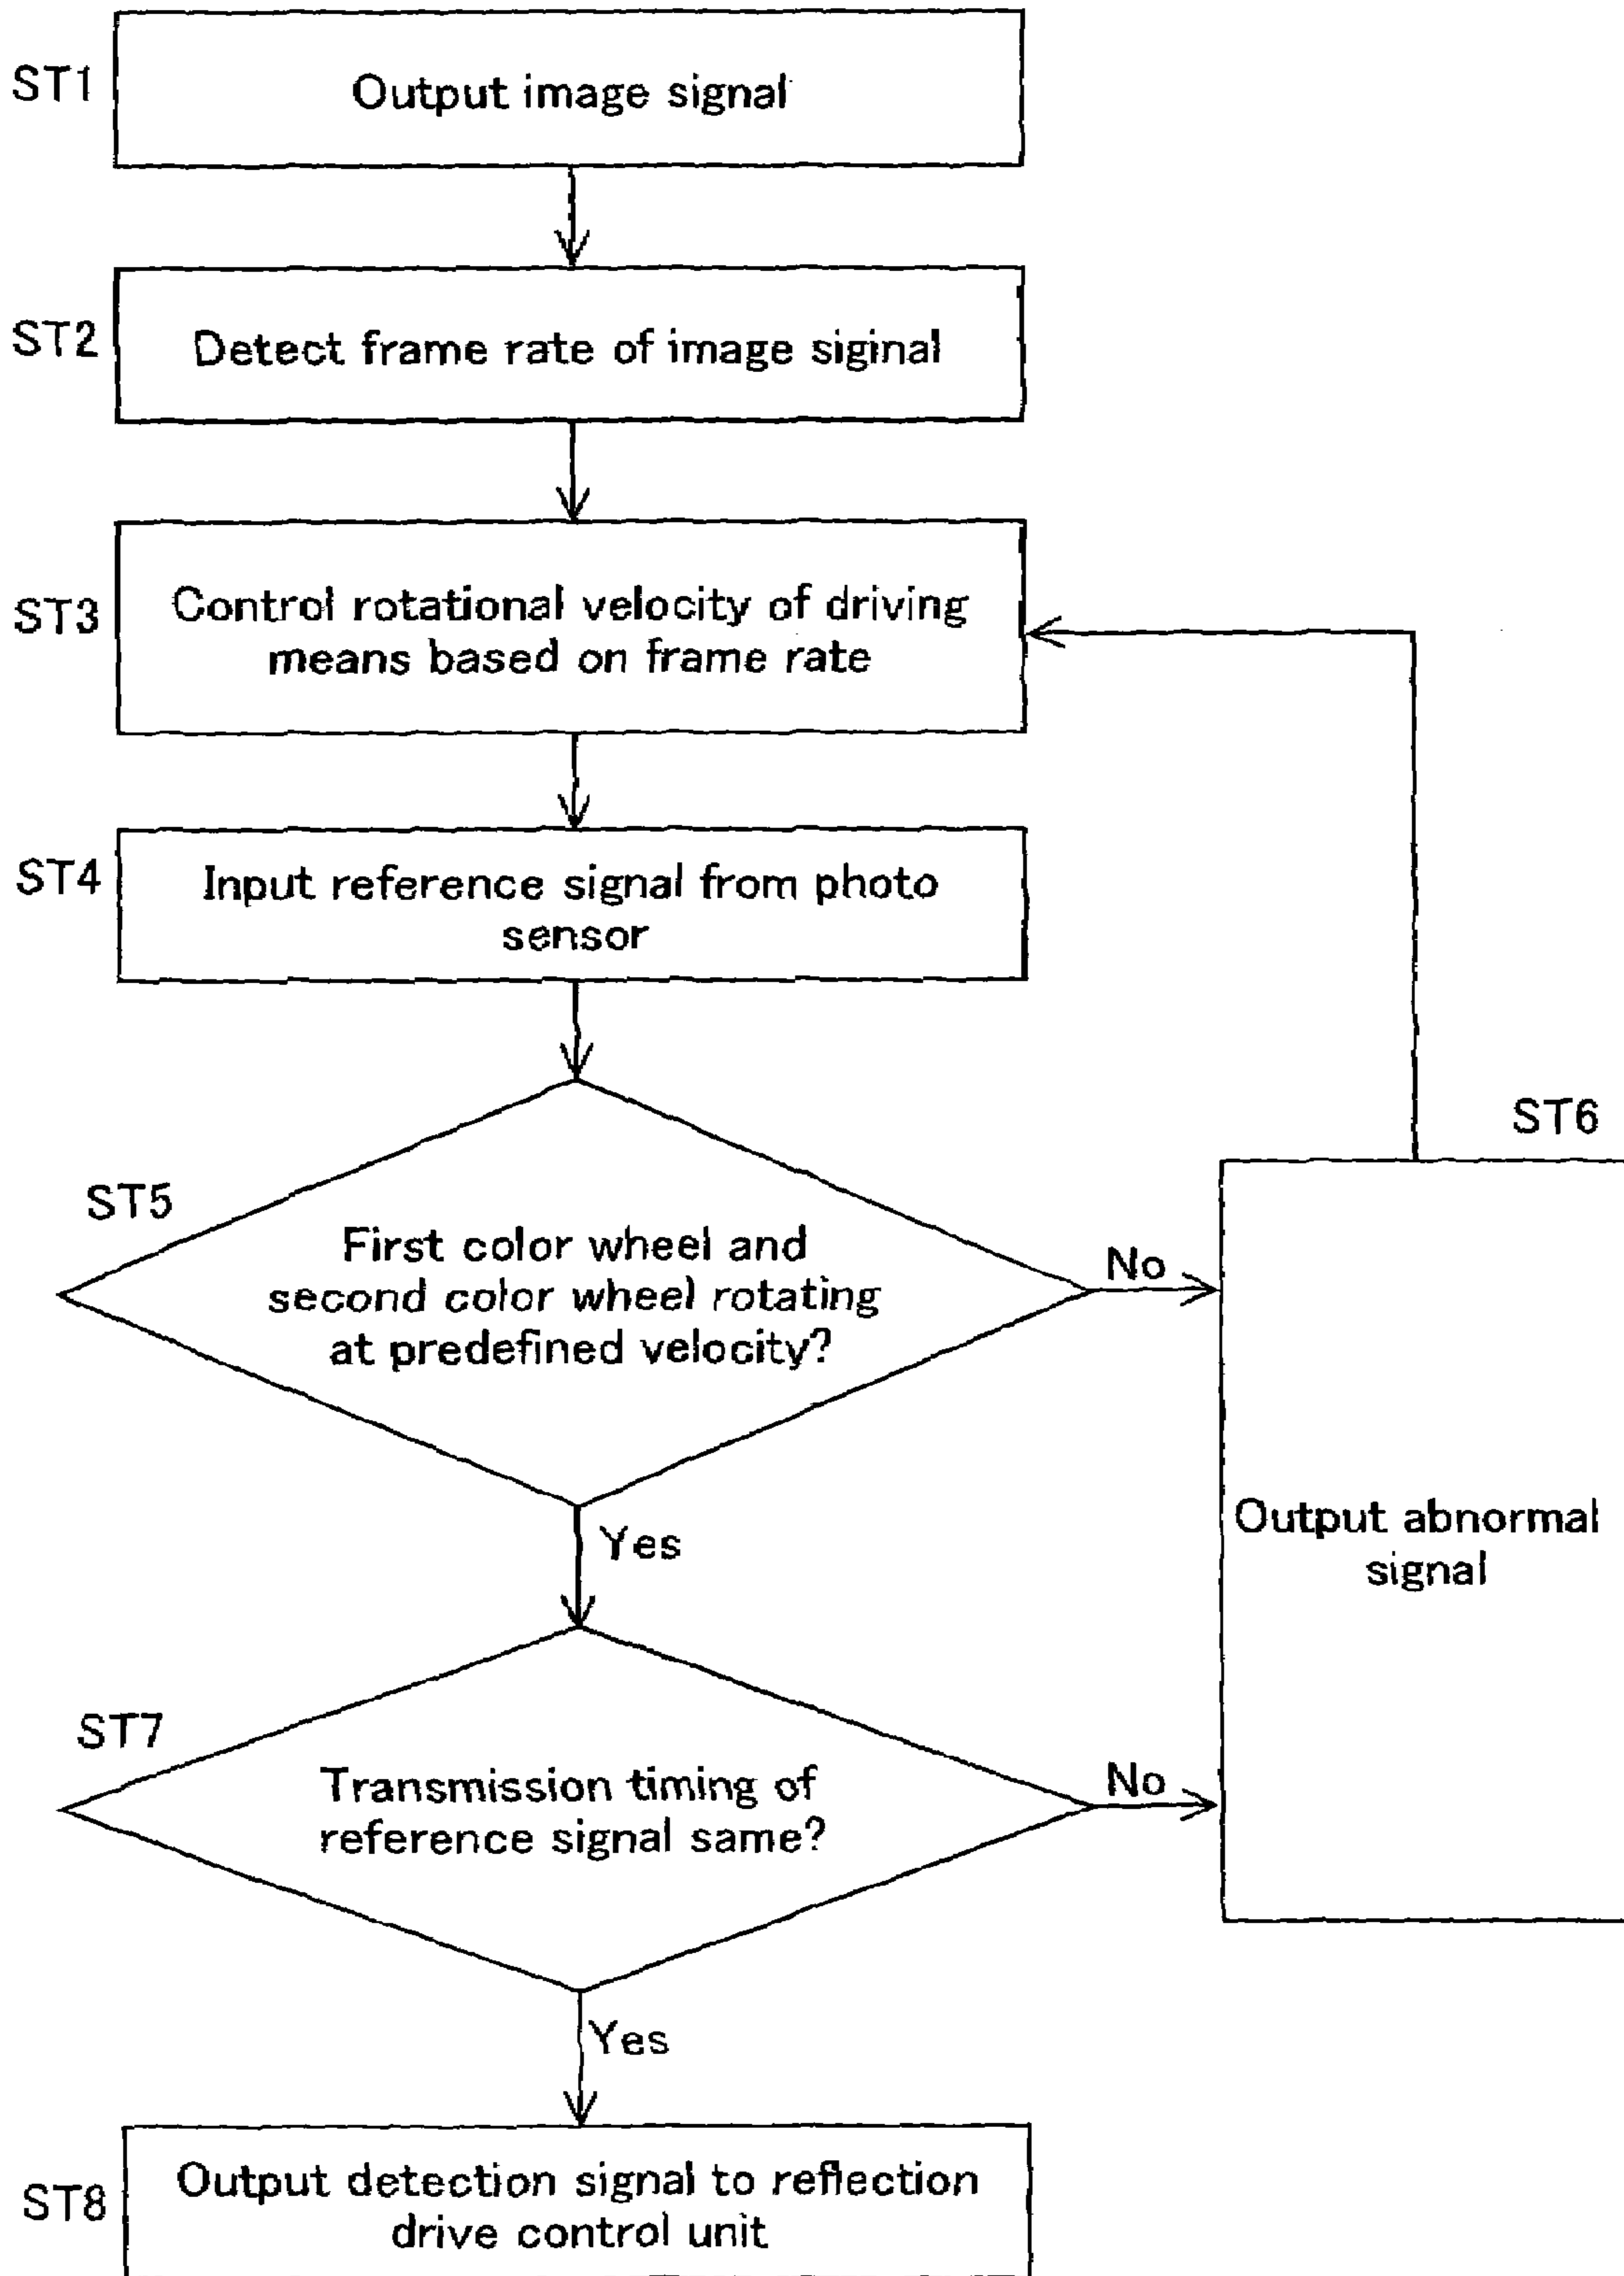 ST1
Output image signal
ST2
Detect frame rate of image siginal
ST3
Control rotational velocity of driving
means based on frame rate
ST4
Input reference signal from photo
sensor
ST5
First color wheel and
second color wheel rotating
at predefined velocity?
No
ST6
Output abnormal
signal
Yes
ST7
Transmission timing of
reference signal same?
No
Yes
ST8
Output detection signal to reflection
drive control unit